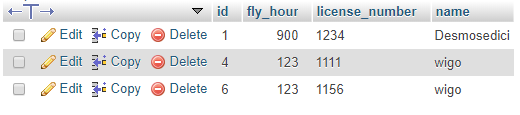 id fly_hour license_number name
Edit Copy Delete 1 900 1234 Desmosedici
Edit Copy Delete 4 123 1111 wigo
Edit Copy Delete 6 123 1156 wigo